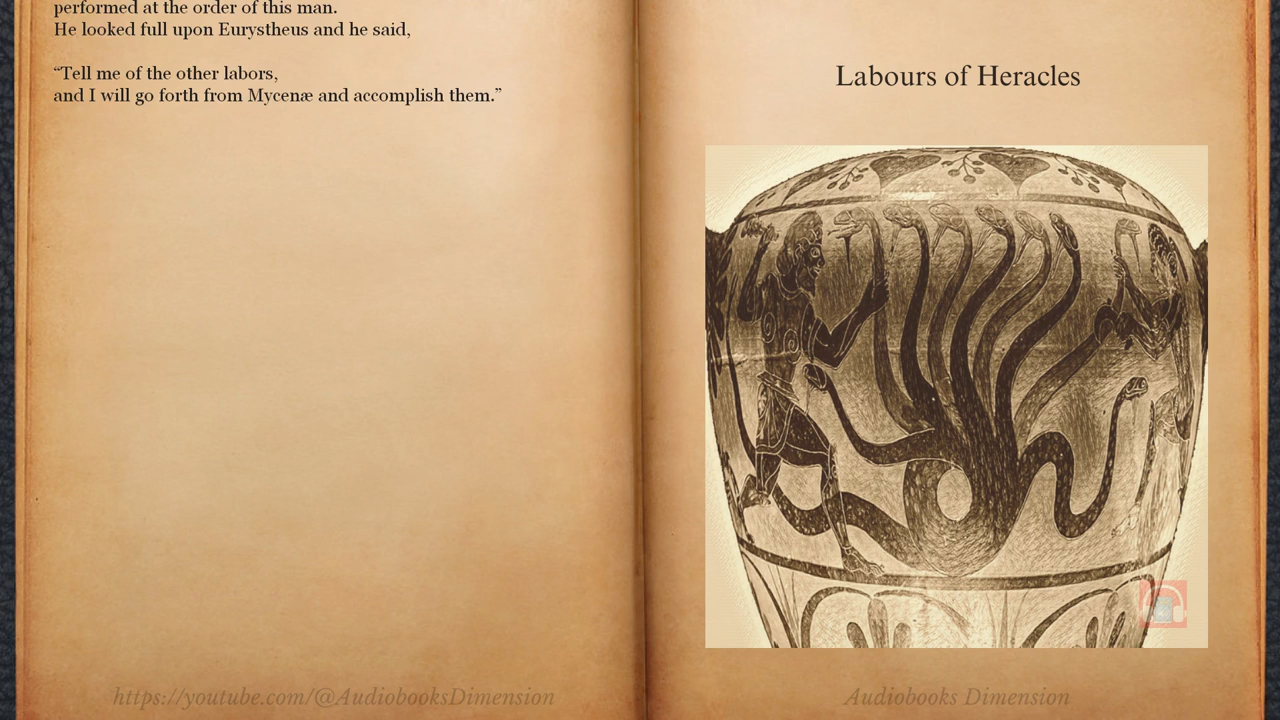 performed at the order of this man.
He looked full upon Eurystheus and he said,
“Tell me of the other labors,
and I will go forth from Mycenæ and accomplish them.”
Labours of Heracles
https://youtube.com/@AudiobooksDimension
Audiobooks Dimension